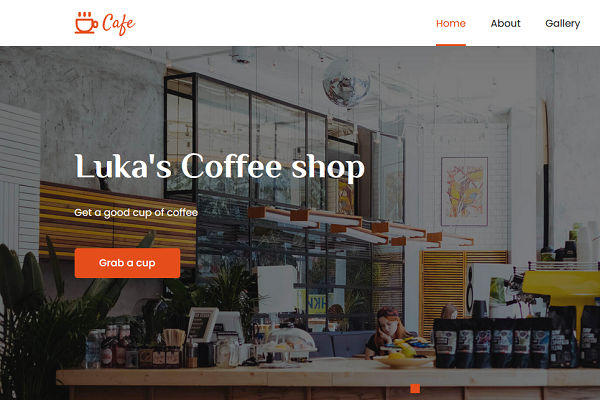 Cafe
Home About Gallery
Luka's Coffee shop
Get a good cup of coffee
Grab a cup